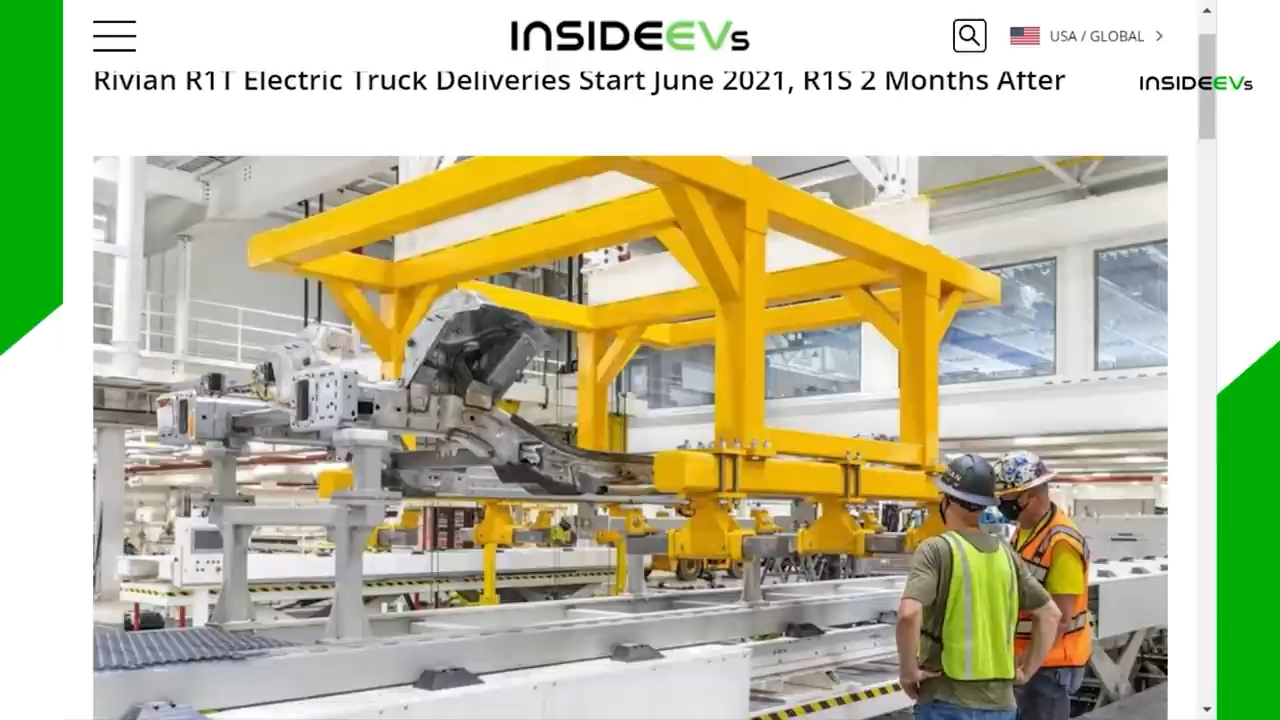 INSIDEEVs
USA / GLOBAL
Rivian R1T Electric Truck Deliveries Start June 2021, R1S 2 Months After
INSIDEEVs